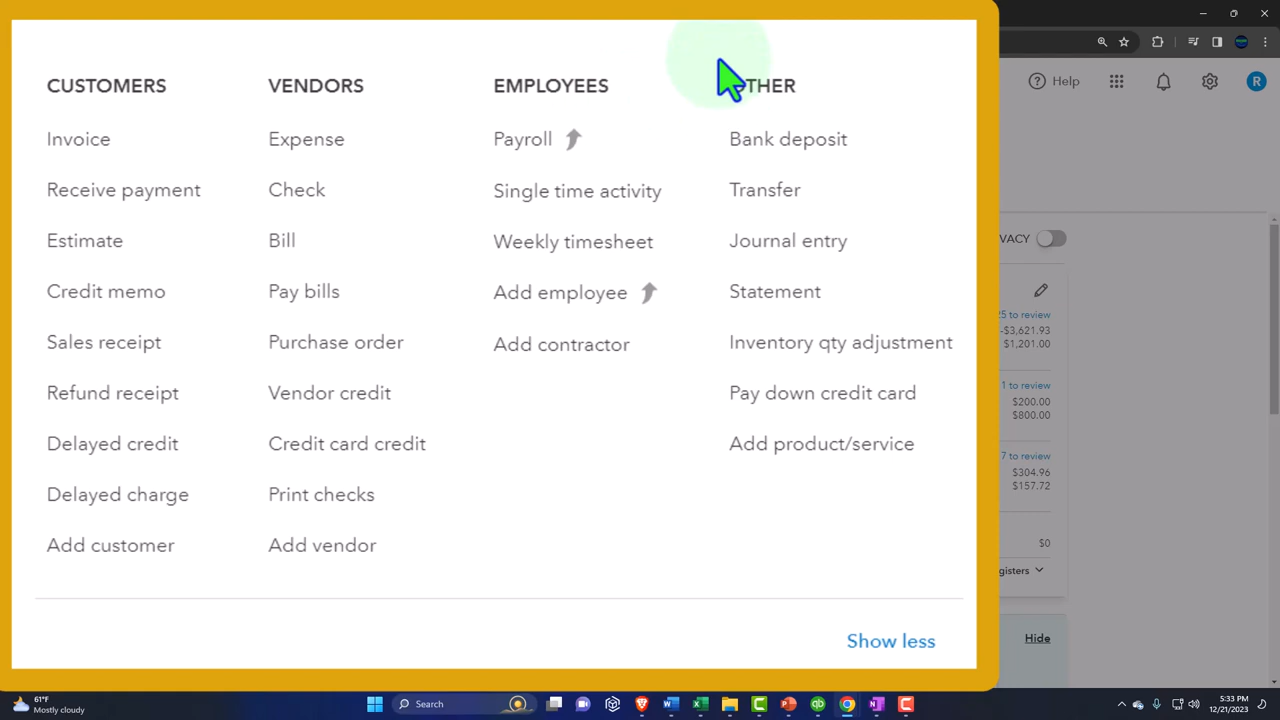 CUSTOMERS
Invoice
Receive payment
Estimate
Credit memo
Sales receipt
Refund receipt
Delayed credit
Delayed charge
Add customer
VENDORS
Expense
Check
Bill
Pay bills
Purchase order
Vendor credit
Credit card credit
Print checks
Add vendor
EMPLOYEES
Payroll
Single time activity
Weekly timesheet
Add employee
Add contractor
THER
Bank deposit
Transfer
Journal entry
Statement
Inventory qty adjustment
Pay down credit card
Add product/service
Show less
Help
R
VACY
25 to review
-$3,621.93
$1,201.00
1 to review
$200.00
$800.00
7 to review
$304.96
$157.72
$0
egisters
Hide
61°F
Mostly cloudy
Search
5:33 PM
12/21/2023